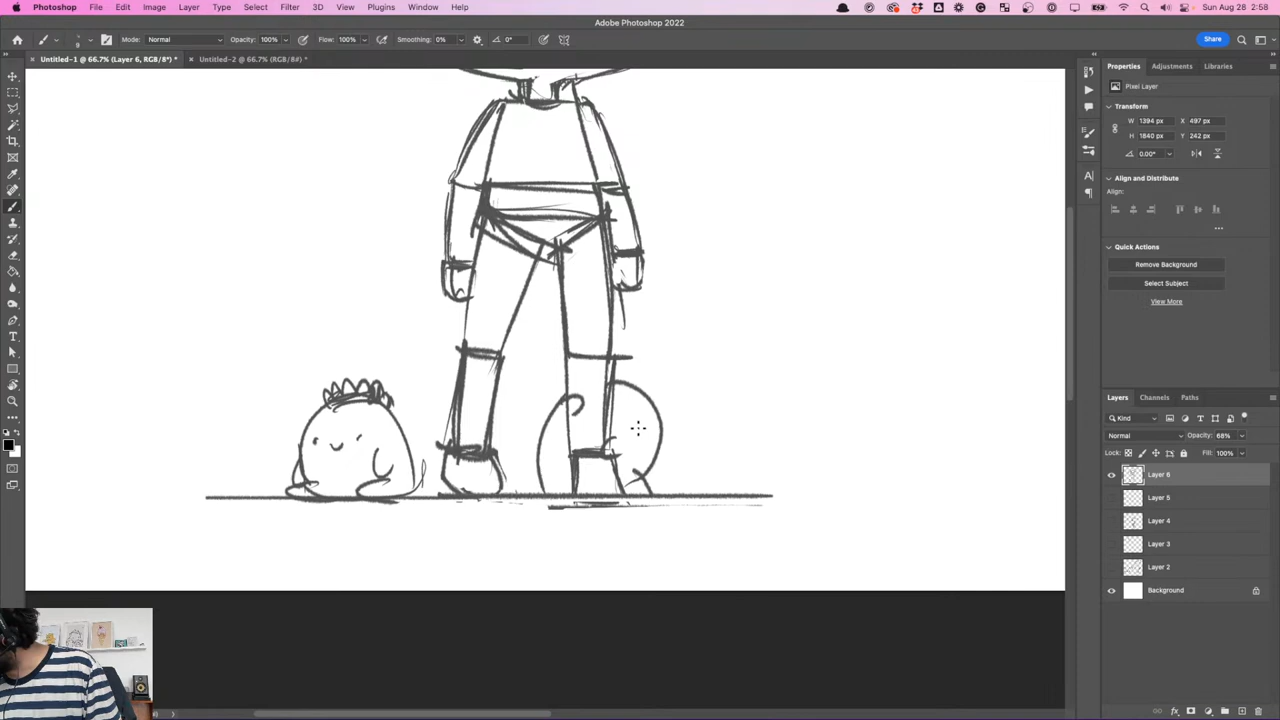 Photoshop File Edit Image Layer Type Select Filter 3D View Plugins Window Help Sun Aug 28 2:58
Adobe Photoshop 2022
Mode: Normal Opacity: 100% Flow: 100% Smoothing: 0% 0° Share
Untitled-1 @ 66.7% (Layer 6, RGB/8*) * Untitled-2 @ 66.7% (RGB/8#) *
Properties Adjustments Libraries
Pixel Layer
Transform
W 1394 px X 497 px
H 1840 px Y 242 px
0.00°
Align and Distribute
Align:
Quick Actions
Remove Background
Select Subject
View More
Layers Channels Paths
Kind
Normal Opacity: 68%
Lock: Fill: 100%
Layer 6
Layer 5
Layer 4
Layer 3
Layer 2
Background